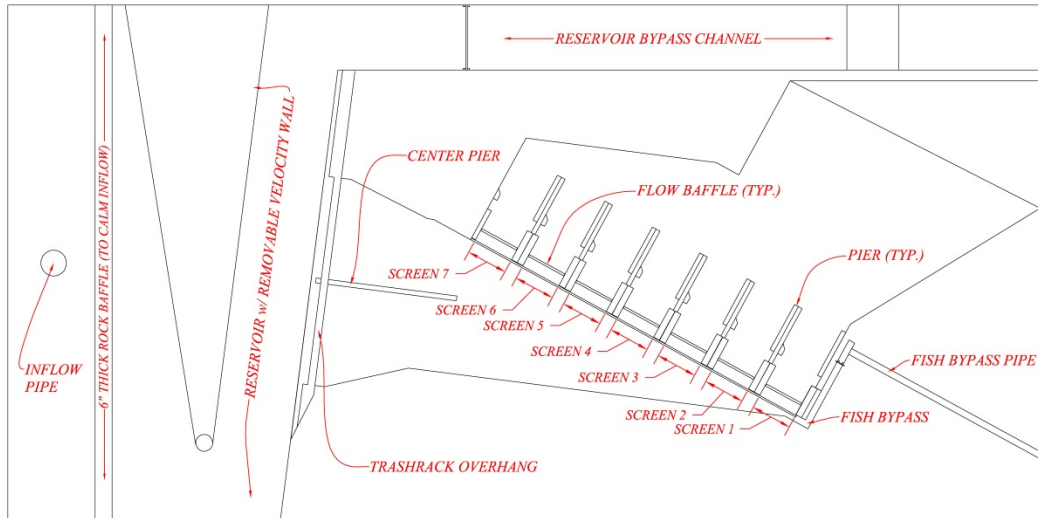 RESERVOIR BYPASS CHANNEL
6" THICK ROCK BAFFLE (TO CALM INFLOW)
RESERVOIR w/ REMOVABLE VELOCITY WALL
CENTER PIER
FLOW BAFFLE (TYP.)
PIER (TYP.)
SCREEN 7
SCREEN 6
SCREEN 5
SCREEN 4
SCREEN 3
SCREEN 2
SCREEN 1
INFLOW
PIPE
FISH BYPASS PIPE
FISH BYPASS
TRASHRACK OVERHANG